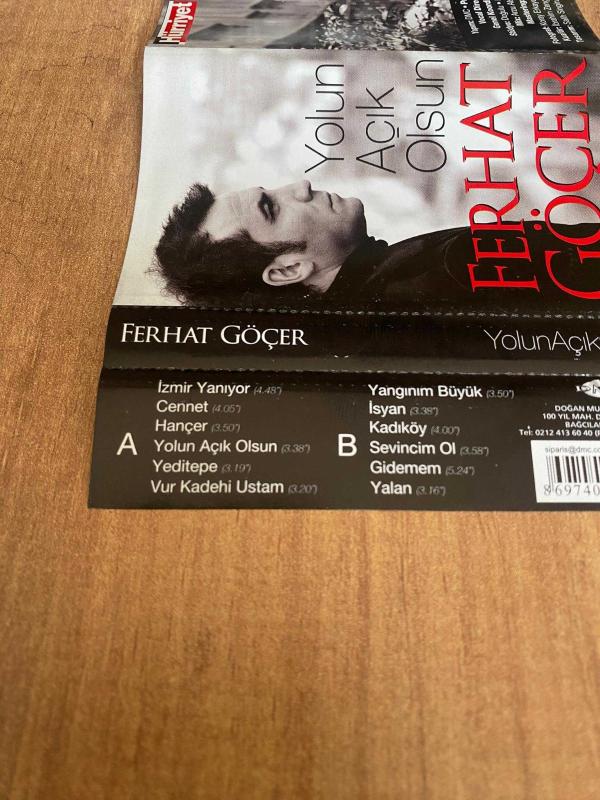 Hürriyet
Yolun
Açık
Olsun
FERHAT
GÖÇER
FERHAT GÖÇER
YolunAçık
A
İzmir Yanıyor (4.48")
Cennet (4.05")
Hançer (3.50")
Yolun Açık Olsun (3.38")
Yeditepe (3.19")
Vur Kadehi Ustam (3.20")
B
Yangınım Büyük (3.50")
İsyan (3.38")
Kadıköy (4.00")
Sevincim Ol (3.58")
Gidemem (5.24")
Yalan (3.16")
DOĞAN MU
100 YIL MAH. D
BAĞCILA
Tel: 0212 413 60 40 (
siparis@dmc.co
869740